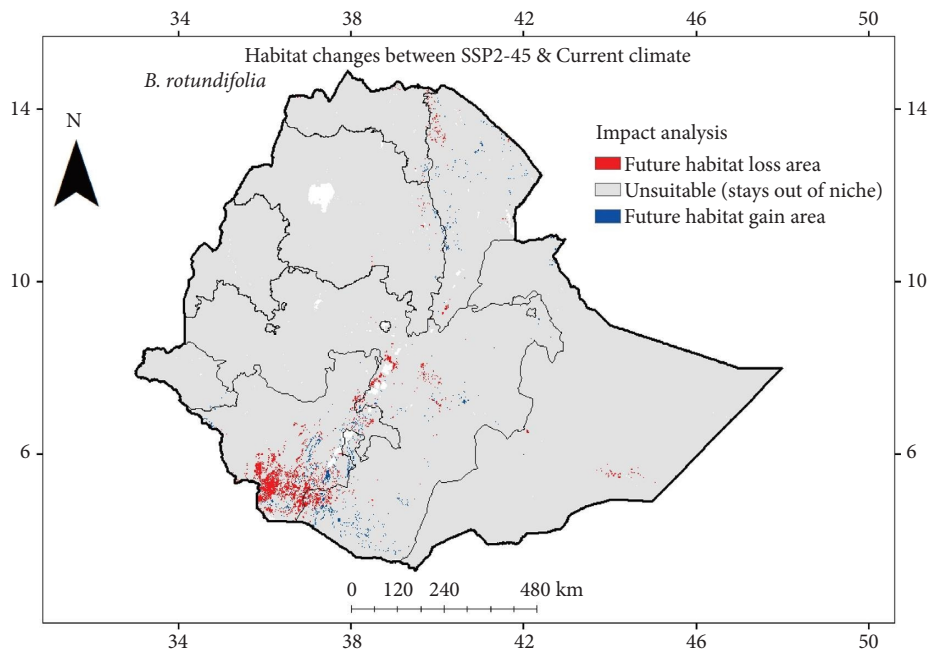 34 38 42 46 50
Habitat changes between SSP2-45 & Current climate
B. rotundifolia
14 14
N
Impact analysis
Future habitat loss area
Unsuitable (stays out of niche)
Future habitat gain area
10 10
6 6
0 120 240 480 km
34 38 42 46 50